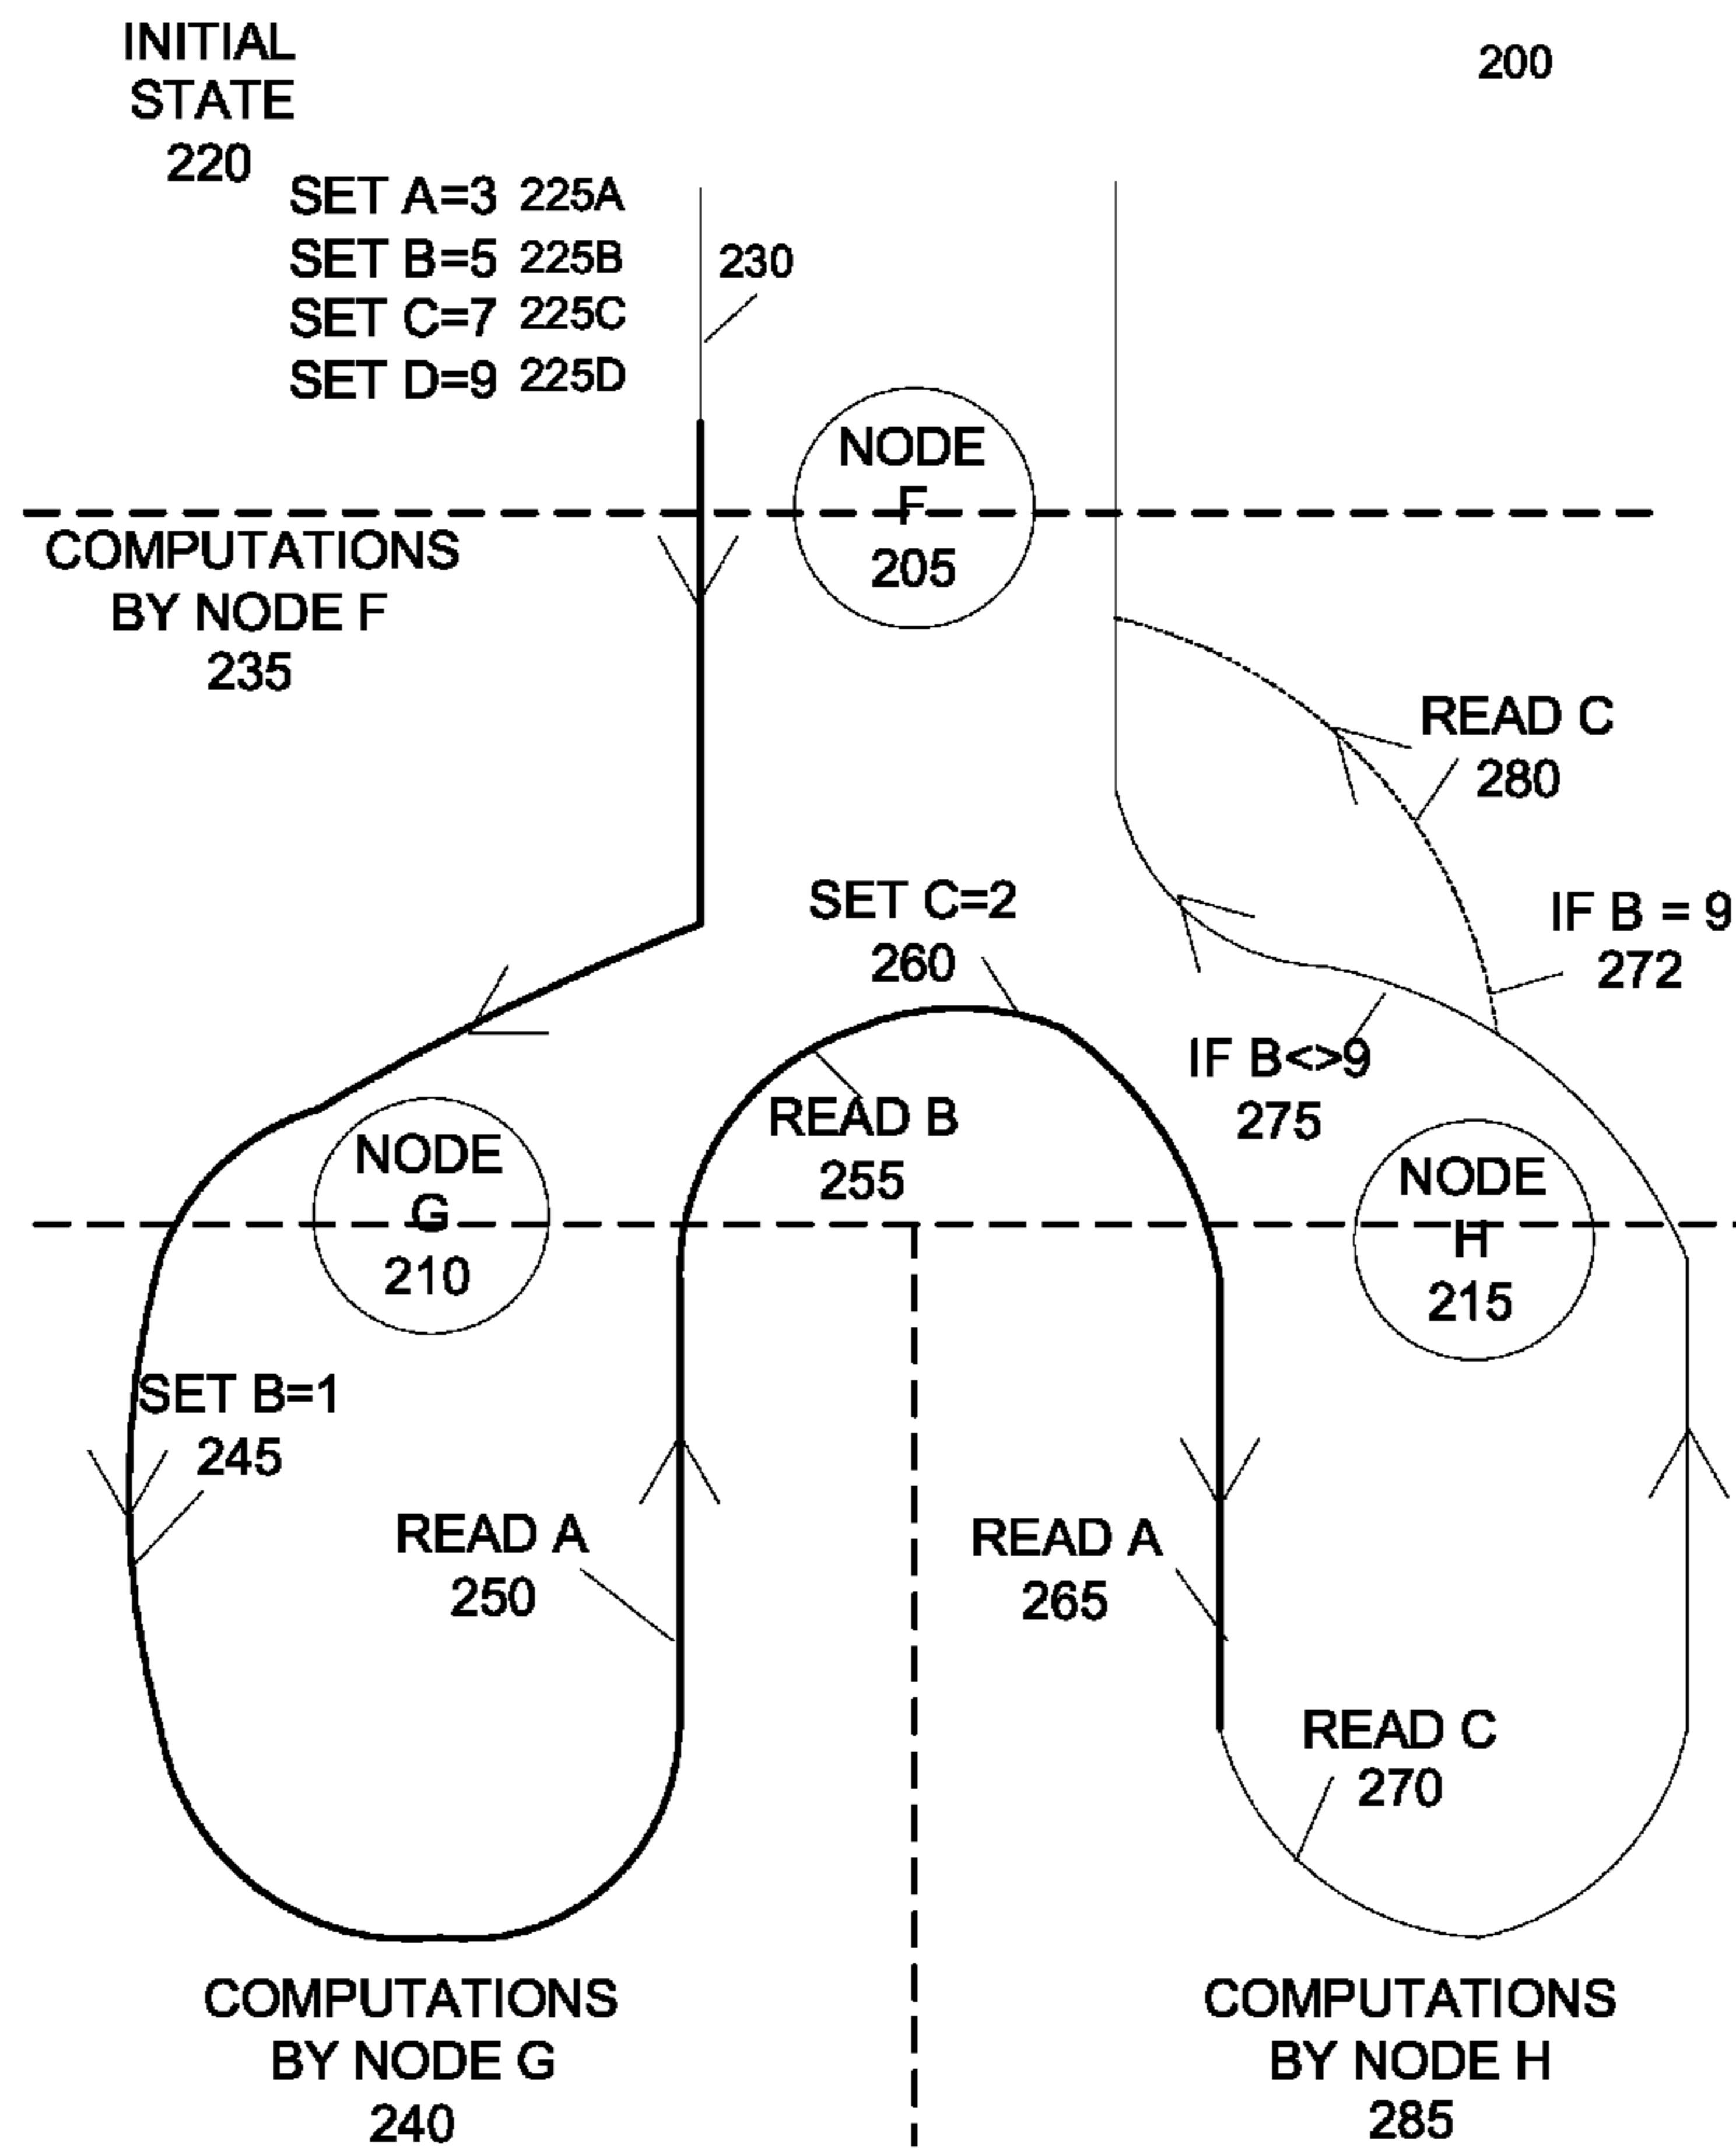 INITIAL
STATE
220
200
SET A=3 225A
SET B=5 225B
SET C=7 225C
SET D=9 225D
230
NODE
F
205
COMPUTATIONS
BY NODE F
235
READ C
280
SET C=2
260
IF B = 9
272
IF B<>9
275
READ B
255
NODE
G
210
NODE
H
215
SET B=1
245
READ A
250
READ A
265
READ C
270
COMPUTATIONS
BY NODE G
240
COMPUTATIONS
BY NODE H
285